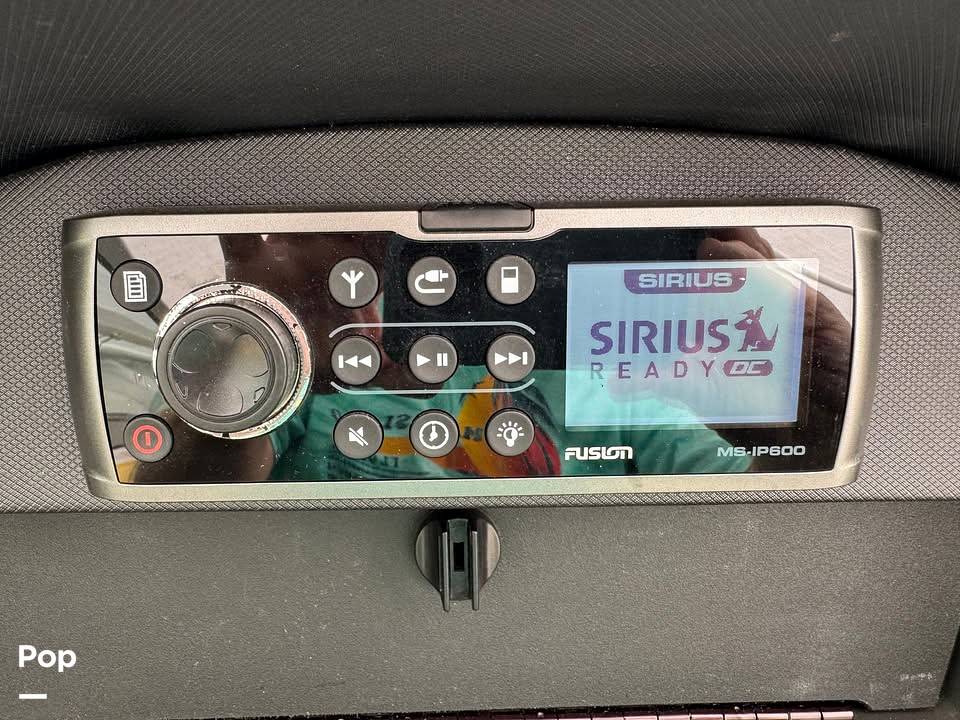 SIRIUS
SIRIUS
READY DC
FUSION
MS-IP600
Pop